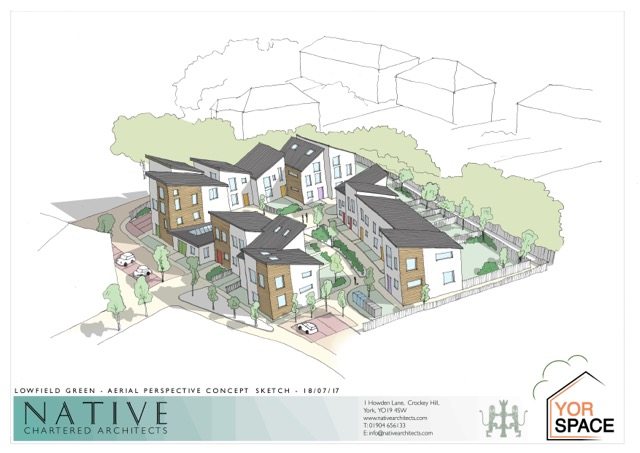 LOWFIELD GREEN - AERIAL PERSPECTIVE CONCEPT SKETCH - 18/07/17
NATIVE
CHARTERED ARCHITECTS
1 Howden Lane, Crockey Hill,
York, YO19 4SW
www.nativearchitects.com
T: 01904 656133
E: info@nativearchitects.com
YOR
SPACE